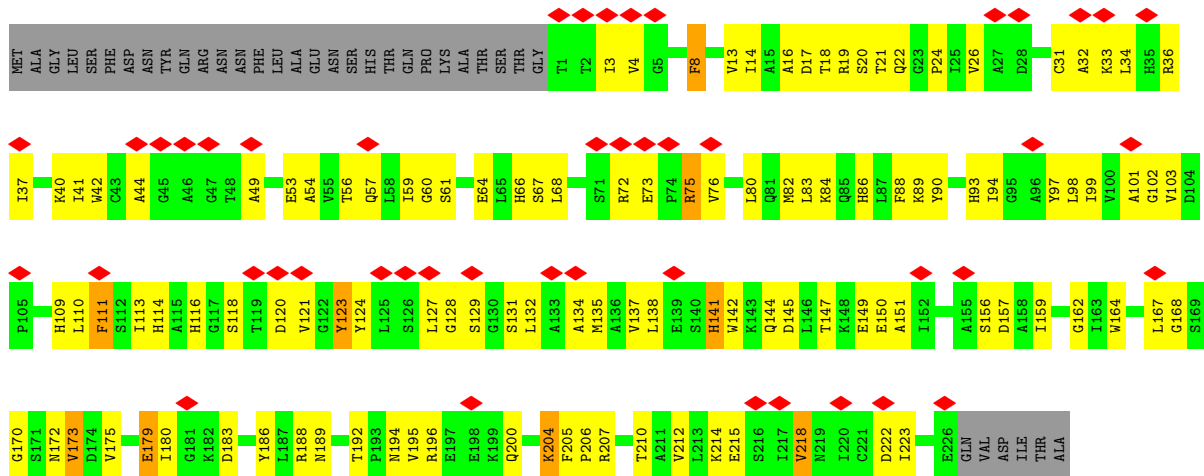 MET ALA GLY LEU SER PHE ASP ASN TYR GLN ARG ASN ASN PHE LEU ALA GLU ASN SER HIS THR GLN PRO LYS ALA THR SER THR GLY T1 T2 I3 V4 G5 F8 V13 I14 A15 A16 D17 T18 R19 S20 T21 Q22 G23 P24 I25 V26 A27 D28 C31 A32 K33 L34 H35 R36
I37 K40 I41 W42 C43 A44 G45 A46 G47 T48 A49 E53 A54 V55 T56 Q57 L58 I59 G60 S61 E64 L65 H66 S67 L68 S71 R72 E73 P74 R75 V76 L80 Q81 M82 L83 K84 Q85 H86 L87 F88 K89 Y90 H93 I94 G95 A96 Y97 L98 I99 V100 A101 G102 V103 D104
P105 H109 L110 F111 S112 I113 H114 A115 H116 G117 S118 T119 D120 V121 G122 Y123 Y124 L125 S126 L127 G128 S129 G130 S131 L132 A133 A134 M135 A136 V137 L138 E139 S140 H141 W142 K143 Q144 D145 L146 T147 K148 E149 E150 A151 I152 A155 S156 D157 A158 I159 G162 I163 W164 L167 G168 S169
G170 S171 N172 V173 D174 V175 E179 I180 G181 K182 D183 Y186 L187 R188 N189 T192 P193 N194 V195 R196 E197 E198 K199 Q200 K204 F205 P206 R207 T210 A211 V212 L213 K214 E215 S216 I217 V218 N219 I220 C221 D222 I223 E226 GLN VAL ASP ILE THR ALA